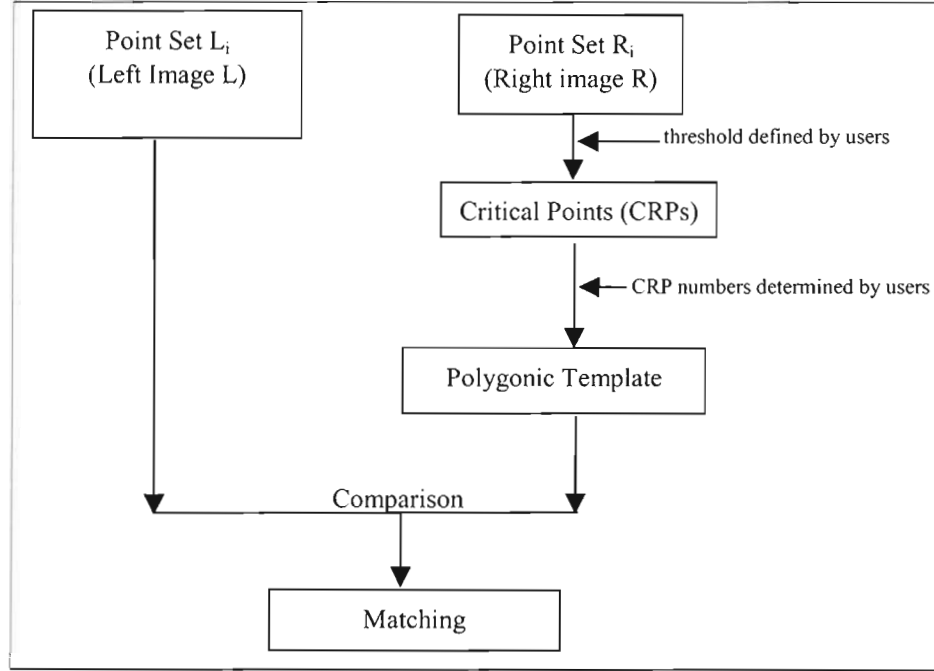 Point Set Lᵢ
(Left Image L)
Point Set Rᵢ
(Right image R)
threshold defined by users
Critical Points (CRPs)
CRP numbers determined by users
Polygonic Template
Comparison
Matching